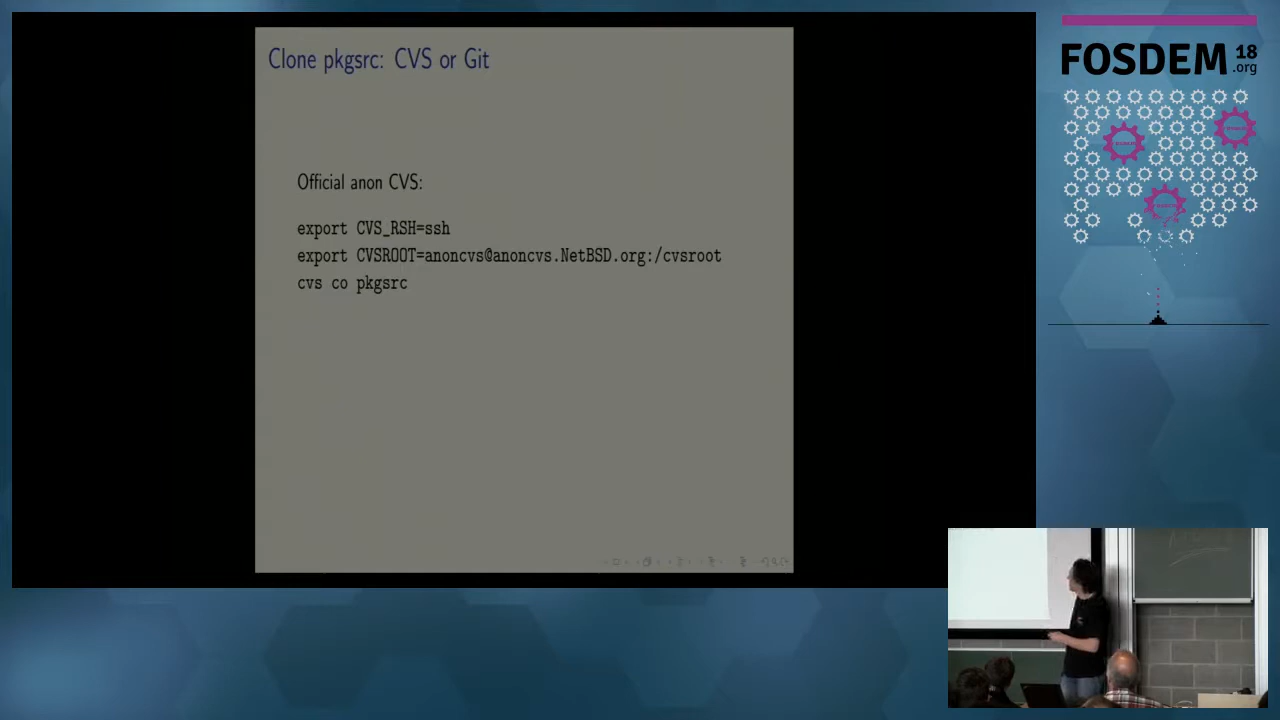 Clone pkgsrc: CVS or Git
Official anon CVS:
export CVS_RSH=ssh
export CVSROOT=anoncvs@anoncvs.NetBSD.org:/cvsroot
cvs co pkgsrc
FOSDEM 18
.org